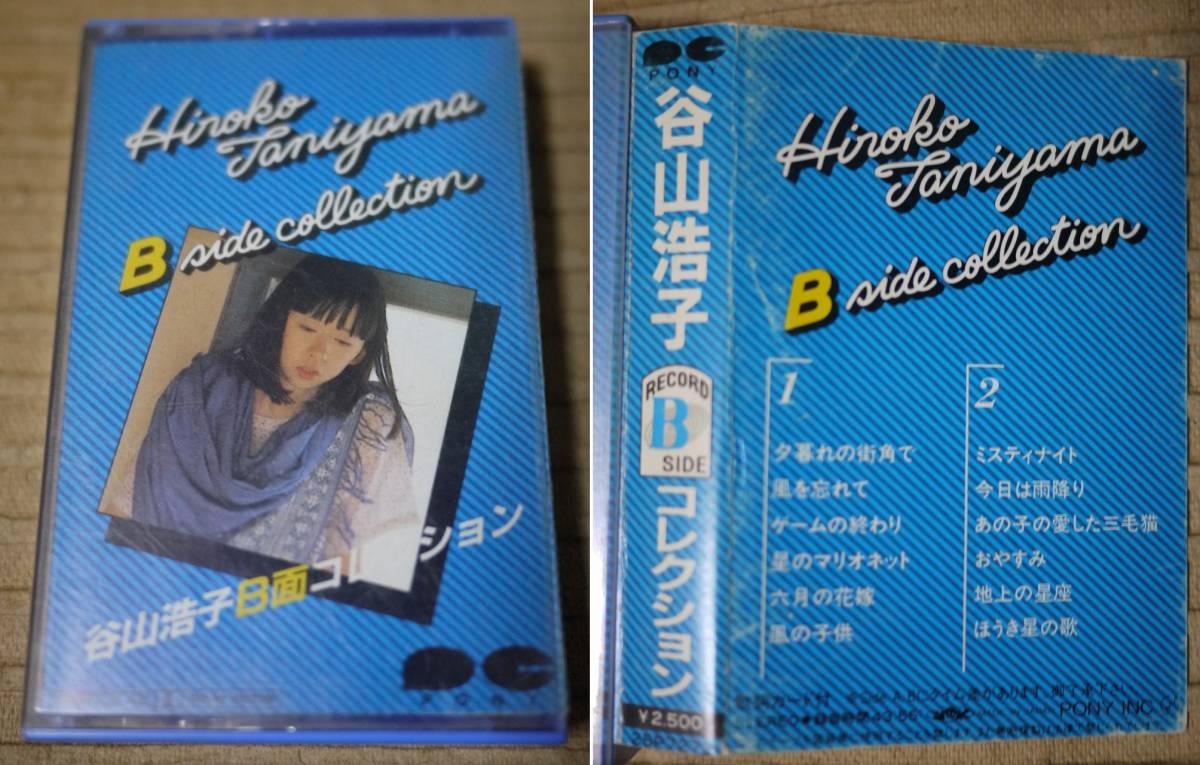 Hiroko
Taniyama
B side collection
谷山浩子B面コレクション
PC
PONY
PC
PONY
谷山浩子
RECORD
B
SIDE
コレクション
¥2.500
Hiroko
Taniyama
B side collection
1
夕暮れの街角で
風を忘れて
ゲームの終わり
星のマリオネット
六月の花嫁
風の子供
2
ミスティナイト
今日は雨降り
あの子の愛した三毛猫
おやすみ
地上の星座
ほうき星の歌
PONY INC.